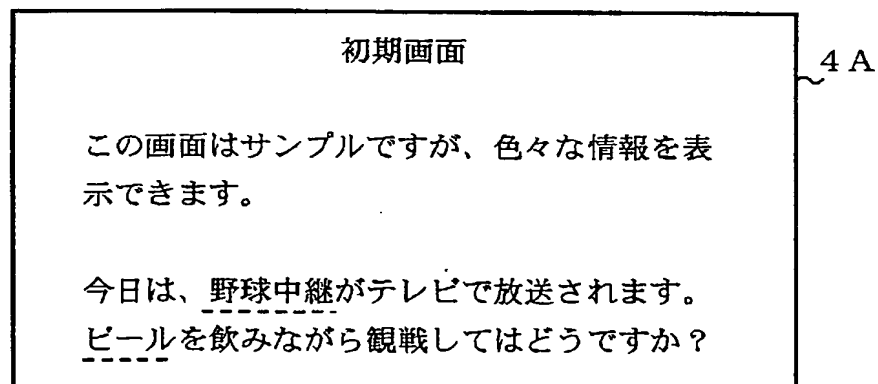 初期画面
4A
この画面はサンプルですが、色々な情報を表
示できます。
今日は、野球中継がテレビで放送されます。
ビールを飲みながら観戦してはどうですか？